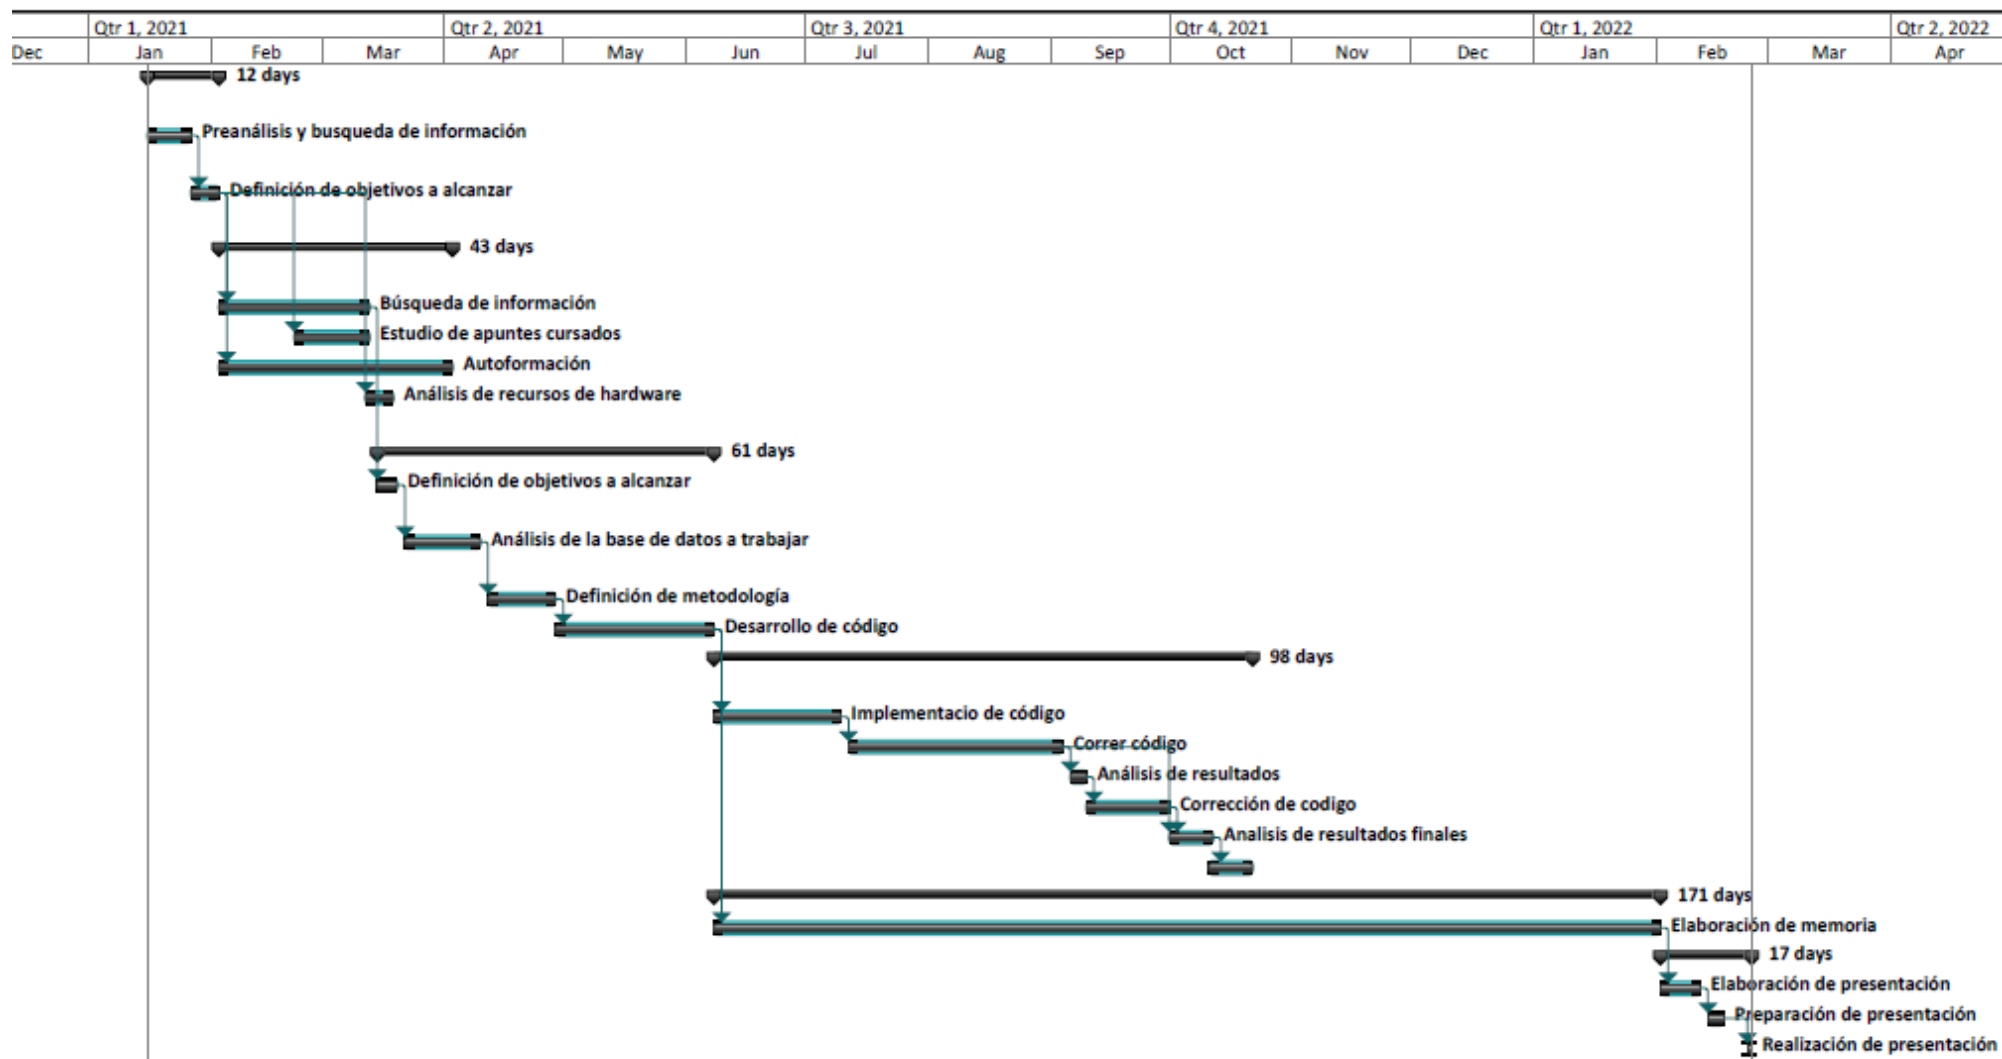 Qtr 1, 2021 Qtr 2, 2021 Qtr 3, 2021 Qtr 4, 2021 Qtr 1, 2022 Qtr 2, 2022
Dec Jan Feb Mar Apr May Jun Jul Aug Sep Oct Nov Dec Jan Feb Mar Apr
12 days
Preanálisis y busqueda de información
Definición de objetivos a alcanzar
43 days
Búsqueda de información
Estudio de apuntes cursados
Autoformación
Análisis de recursos de hardware
61 days
Definición de objetivos a alcanzar
Análisis de la base de datos a trabajar
Definición de metodología
Desarrollo de código
98 days
Implementacio de código
Correr código
Análisis de resultados
Corrección de codigo
Analisis de resultados finales
171 days
Elaboración de memoria
17 days
Elaboración de presentación
Preparación de presentación
Realización de presentación